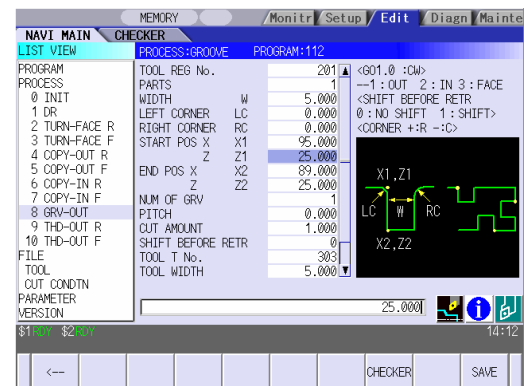 MEMORY Monitr Setup Edit Diagn Mainte
NAVI MAIN CHECKER
LIST VIEW PROCESS:GROOVE PROGRAM:112
PROGRAM
PROCESS
0 INIT
1 DR
2 TURN-FACE R
3 TURN-FACE F
4 COPY-OUT R
5 COPY-OUT F
6 COPY-IN R
7 COPY-IN F
8 GRV-OUT
9 THD-OUT R
10 THD-OUT F
FILE
TOOL
CUT CONDTN
PARAMETER
VERSION
TOOL REG No. 201
PARTS 1
WIDTH W 5.000
LEFT CORNER LC 0.000
RIGHT CORNER RC 0.000
START POS X X1 95.000
Z Z1 25.000
END POS X X2 89.000
Z Z2 25.000
NUM OF GRV 1
PITCH 0.000
CUT AMOUNT 1.000
SHIFT BEFORE RETR 0
TOOL T No. 303
TOOL WIDTH 5.000
<GO1.0 :CW>
--1:OUT 2:IN 3:FACE
<SHIFT BEFORE RETR
0:NO SHIFT 1:SHIFT>
<CORNER +:R -:C>
X1,Z1
LC W RC
X2,Z2
25.000
$1 RDY $2 RDY 14:12
<-- CHECKER SAVE